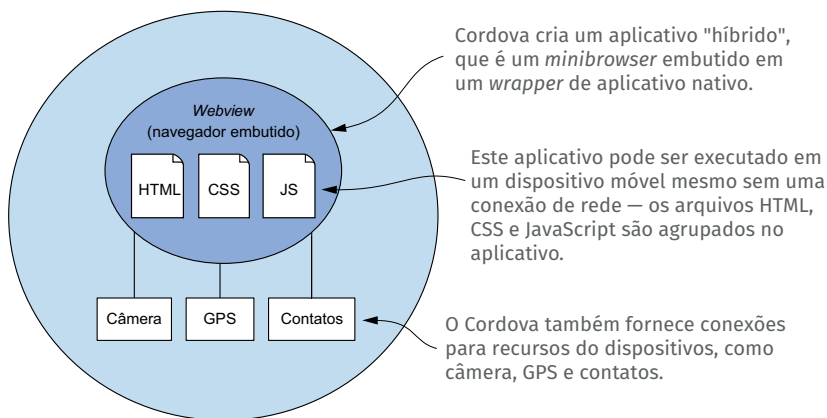 Cordova cria um aplicativo "híbrido",
que é um minibrowser embutido em
um wrapper de aplicativo nativo.
Webview
(navegador embutido)
HTML
CSS
JS
Este aplicativo pode ser executado em
um dispositivo móvel mesmo sem uma
conexão de rede — os arquivos HTML,
CSS e JavaScript são agrupados no
aplicativo.
Câmera
GPS
Contatos
O Cordova também fornece conexões
para recursos do dispositivos, como
câmera, GPS e contatos.